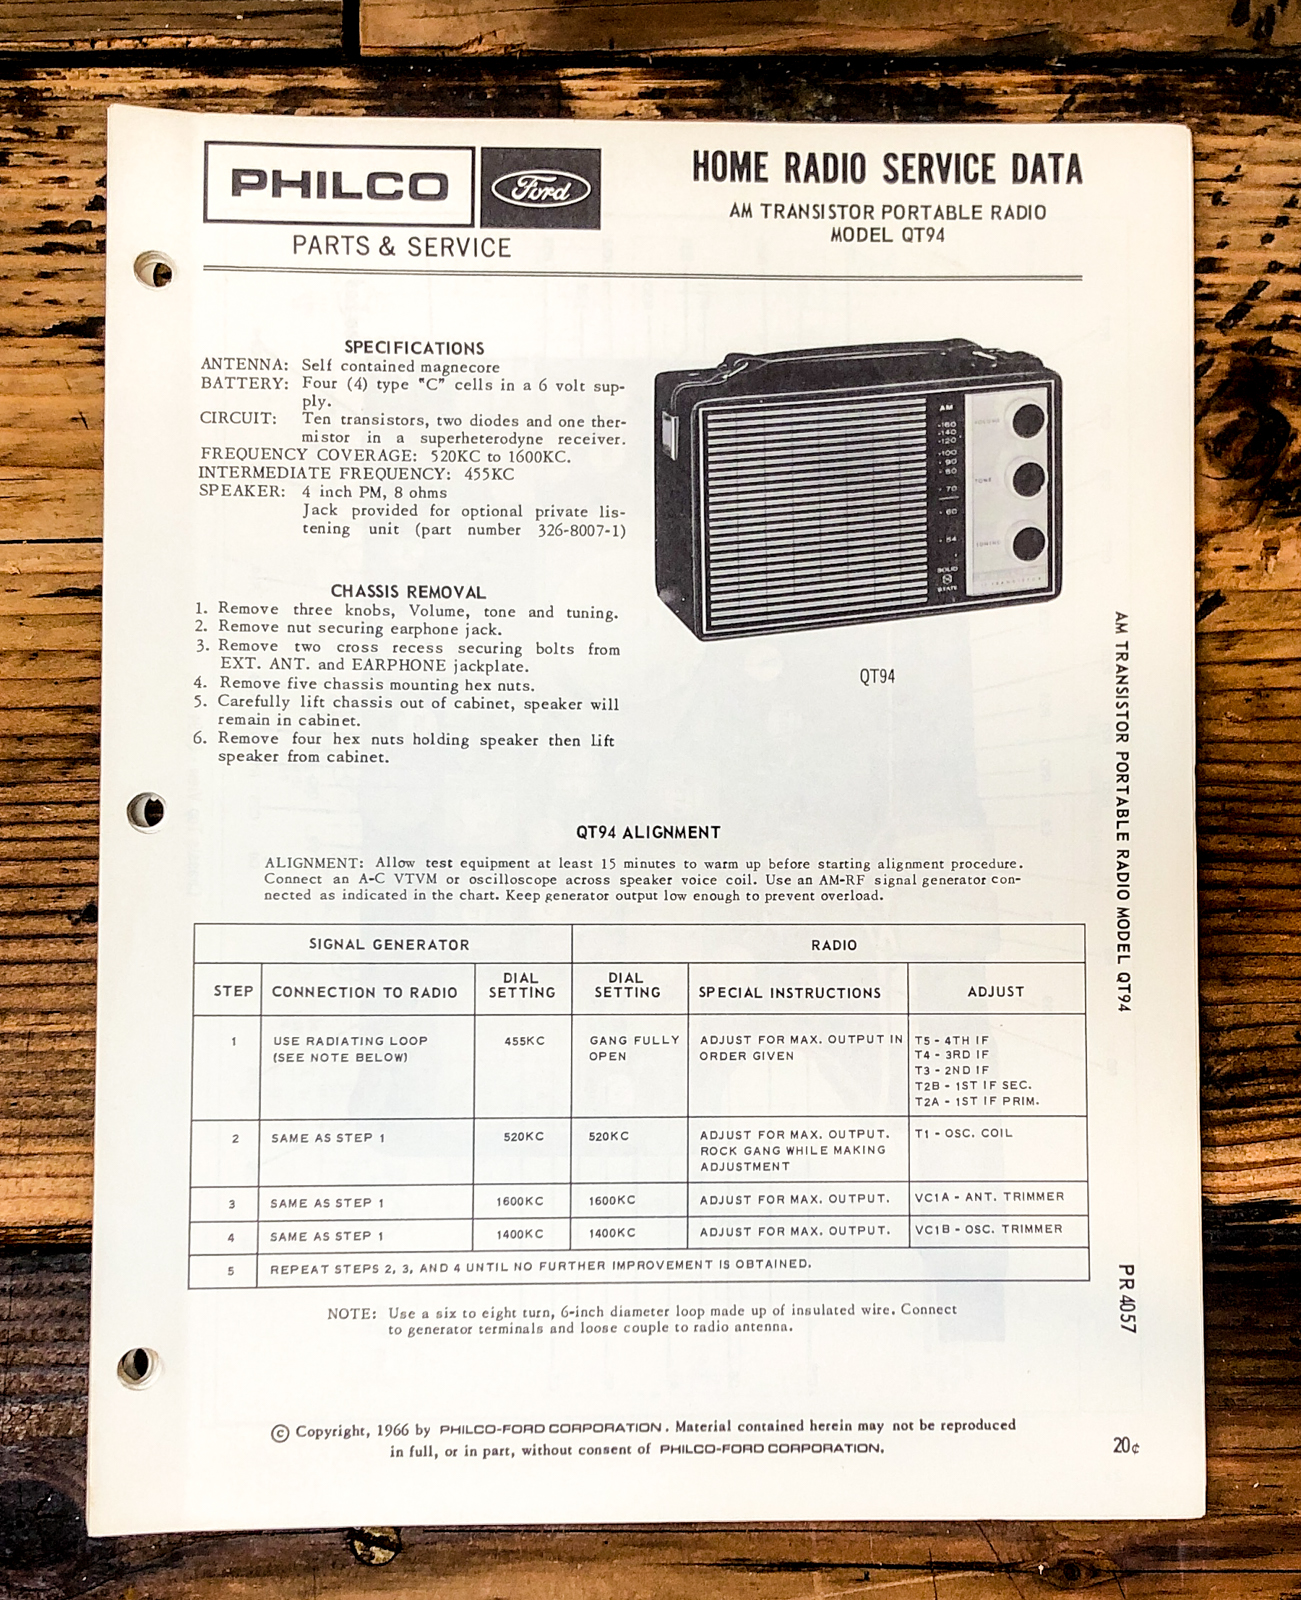 PHILCO
Ford
PARTS & SERVICE
HOME RADIO SERVICE DATA
AM TRANSISTOR PORTABLE RADIO
MODEL QT94
SPECIFICATIONS
ANTENNA: Self contained magnecore
BATTERY: Four (4) type "C" cells in a 6 volt sup-
ply.
CIRCUIT: Ten transistors, two diodes and one ther-
mistor in a superheterodyne receiver.
FREQUENCY COVERAGE: 520KC to 1600KC.
INTERMEDIATE FREQUENCY: 455KC
SPEAKER: 4 inch PM, 8 ohms
Jack provided for optional private lis-
tening unit (part number 326-8007-1)
CHASSIS REMOVAL
1. Remove three knobs, Volume, tone and tuning.
2. Remove nut securing earphone jack.
3. Remove two cross recess securing bolts from
EXT. ANT. and EARPHONE jackplate.
4. Remove five chassis mounting hex nuts.
5. Carefully lift chassis out of cabinet, speaker will
remain in cabinet.
6. Remove four hex nuts holding speaker then lift
speaker from cabinet.
AM
160
140
120
100
90
80
70
60
54
SOLID
STATE
VOLUME
TONE
TUNING
QT94
QT94 ALIGNMENT
ALIGNMENT: Allow test equipment at least 15 minutes to warm up before starting alignment procedure.
Connect an A-C VTVM or oscilloscope across speaker voice coil. Use an AM-RF signal generator con-
nected as indicated in the chart. Keep generator output low enough to prevent overload.
SIGNAL GENERATOR RADIO
STEP CONNECTION TO RADIO DIAL SETTING DIAL SETTING SPECIAL INSTRUCTIONS ADJUST
1 USE RADIATING LOOP 455KC GANG FULLY ADJUST FOR MAX. OUTPUT IN T5 - 4TH IF
(SEE NOTE BELOW) OPEN ORDER GIVEN T4 - 3RD IF
T3 - 2ND IF
T2B - 1ST IF SEC.
T2A - 1ST IF PRIM.
2 SAME AS STEP 1 520KC 520KC ADJUST FOR MAX. OUTPUT. T1 - OSC. COIL
ROCK GANG WHILE MAKING
ADJUSTMENT
3 SAME AS STEP 1 1600KC 1600KC ADJUST FOR MAX. OUTPUT. VC1A - ANT. TRIMMER
4 SAME AS STEP 1 1400KC 1400KC ADJUST FOR MAX. OUTPUT. VC1B - OSC. TRIMMER
5 REPEAT STEPS 2, 3, AND 4 UNTIL NO FURTHER IMPROVEMENT IS OBTAINED.
NOTE: Use a six to eight turn, 6-inch diameter loop made up of insulated wire. Connect
to generator terminals and loose couple to radio antenna.
© Copyright, 1966 by PHILCO-FORD CORPORATION. Material contained herein may not be reproduced
in full, or in part, without consent of PHILCO-FORD CORPORATION.
AM TRANSISTOR PORTABLE RADIO MODEL QT94
PR 4057
20¢